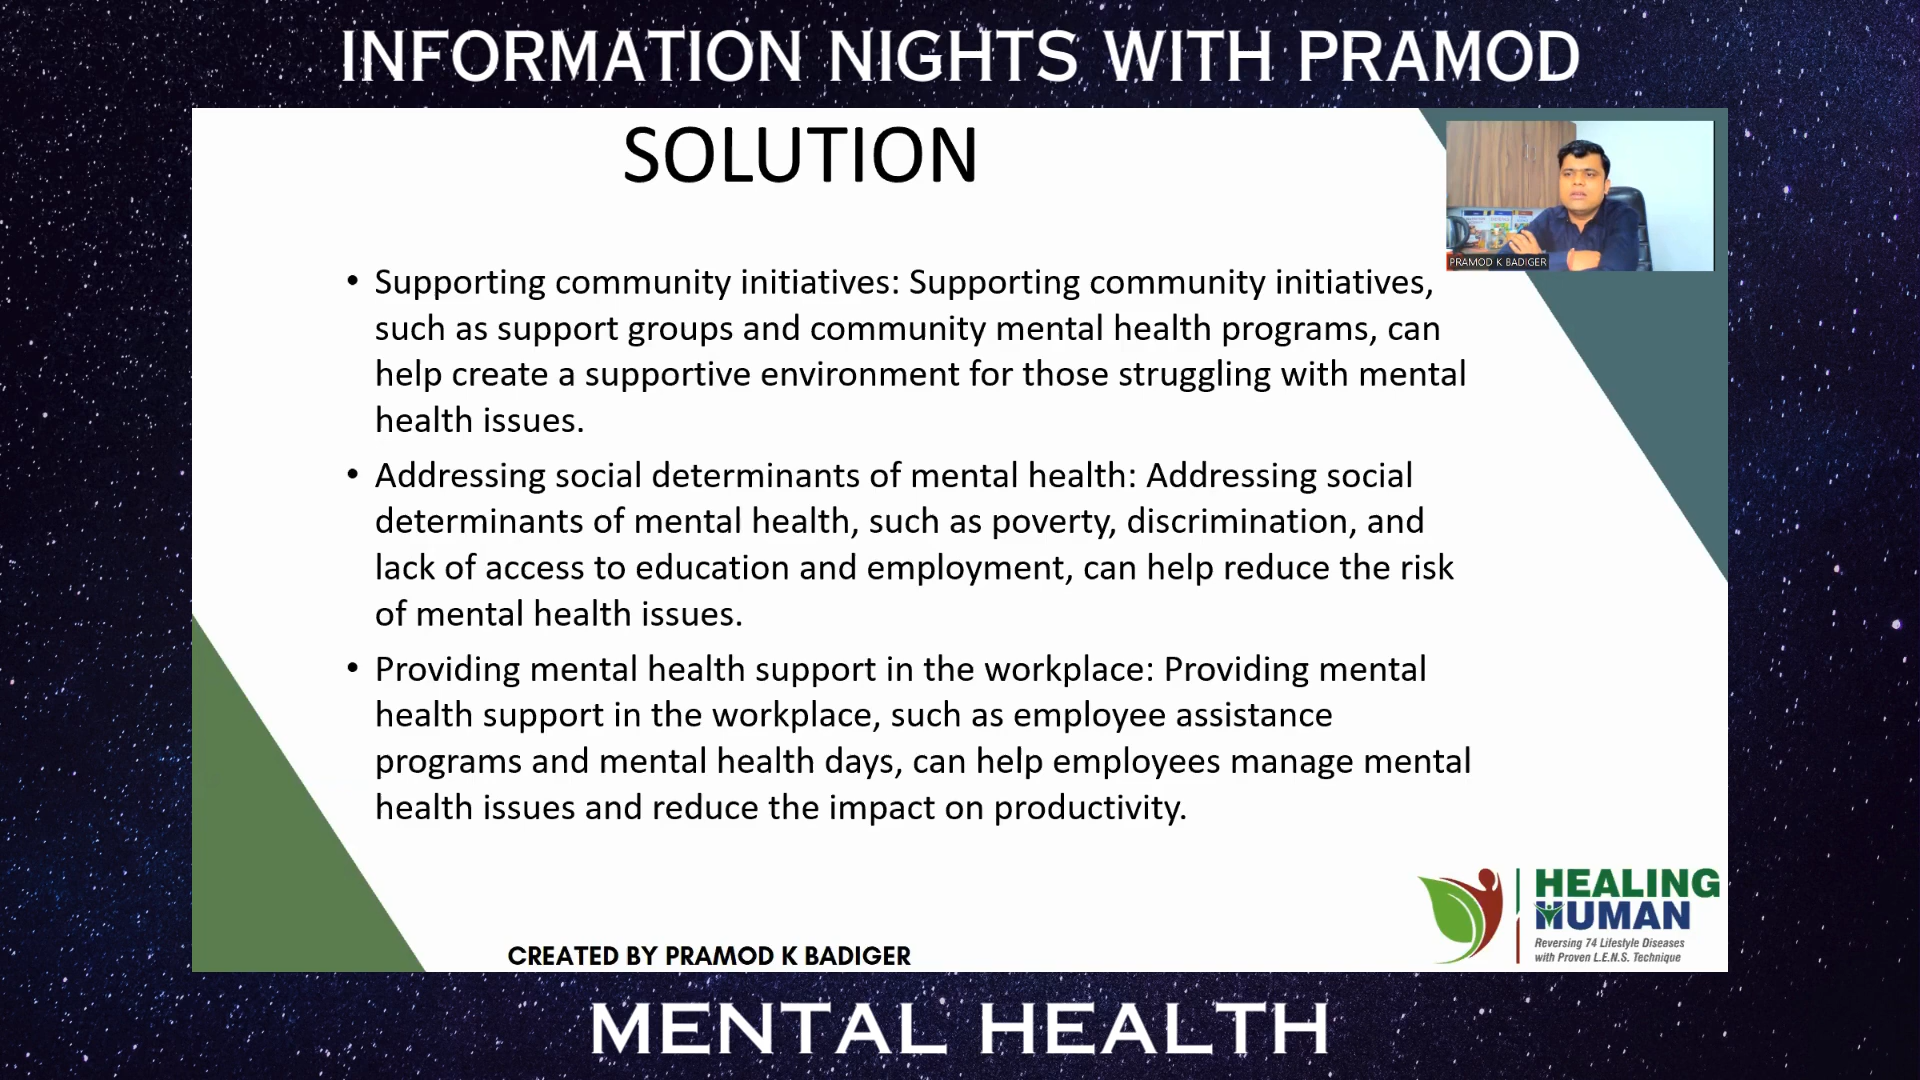 INFORMATION NIGHTS WITH PRAMOD
SOLUTION
PRAMOD K BADIGER
• Supporting community initiatives: Supporting community initiatives,
such as support groups and community mental health programs, can
help create a supportive environment for those struggling with mental
health issues.
• Addressing social determinants of mental health: Addressing social
determinants of mental health, such as poverty, discrimination, and
lack of access to education and employment, can help reduce the risk
of mental health issues.
• Providing mental health support in the workplace: Providing mental
health support in the workplace, such as employee assistance
programs and mental health days, can help employees manage mental
health issues and reduce the impact on productivity.
HEALING
HUMAN
Reversing 74 Lifestyle Diseases
with Proven L.E.N.S. Technique
CREATED BY PRAMOD K BADIGER
MENTAL HEALTH